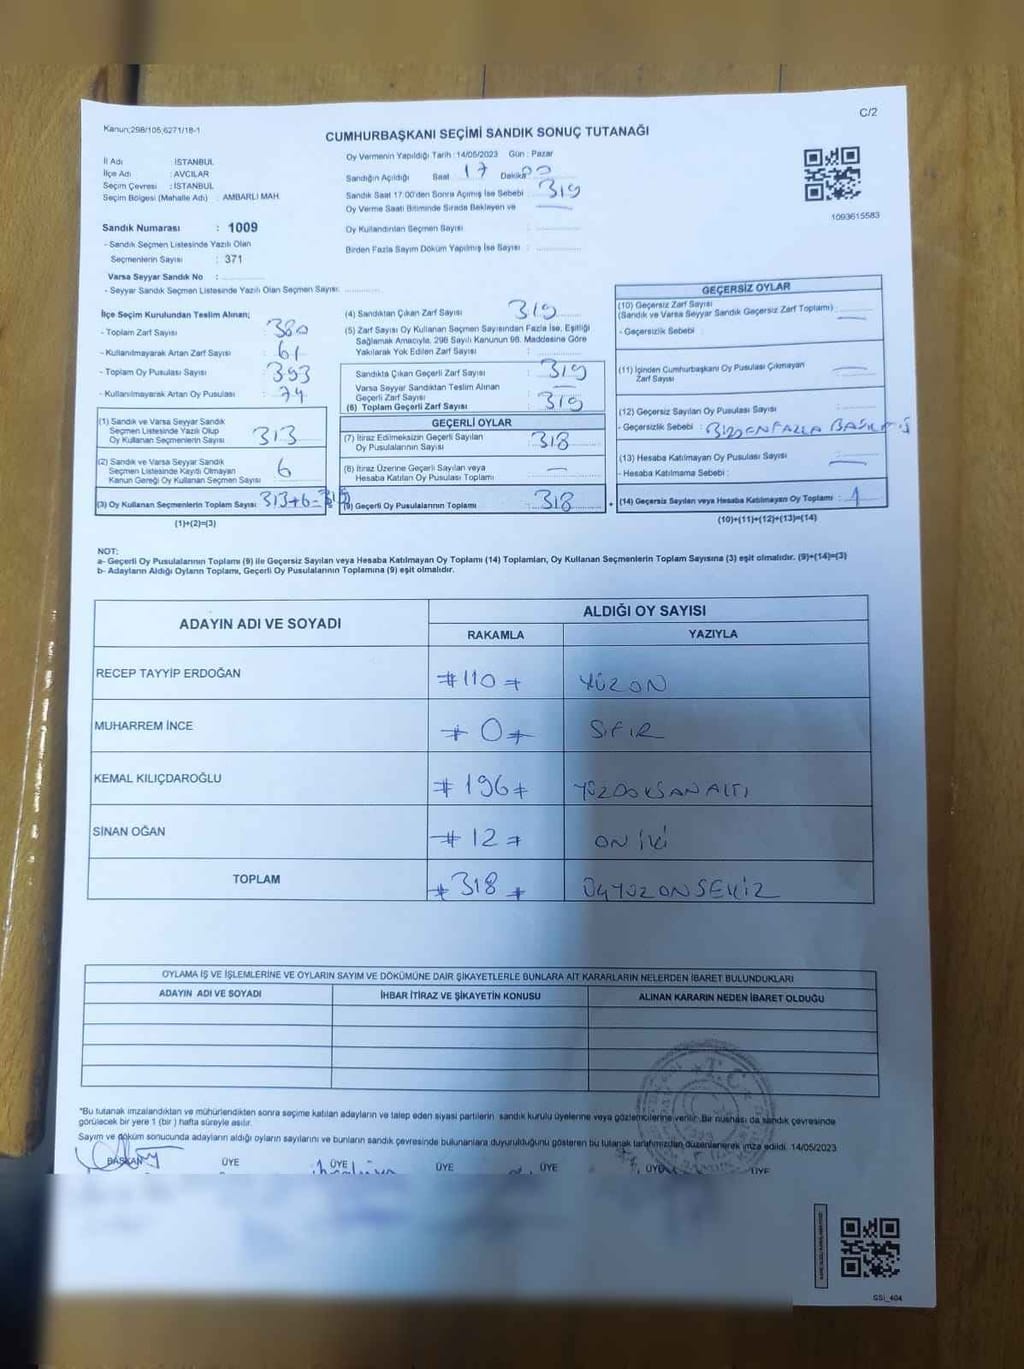 Kanun;298/105,6271/18-1
C/2
CUMHURBAŞKANI SEÇİMİ SANDIK SONUÇ TUTANAĞI
İl Adı : İSTANBUL
İlçe Adı : AVCILAR
Seçim Çevresi : İSTANBUL
Seçim Bölgesi (Mahalle Adı) : AMBARLI MAH.
Oy Vermenin Yapıldığı Tarih : 14/05/2023 Gün : Pazar
Sandığın Açıldığı Saat 17 Dakika 00
Sandık Saat 17.00'den Sonra Açılmış İse Sebebi : 319
Oy Verme Saati Bitiminde Sırada Bekleyen ve
Oy Kullandırılan Seçmen Sayısı :
Birden Fazla Sayım Döküm Yapılmış İse Sayısı :
1093615583
Sandık Numarası : 1009
- Sandık Seçmen Listesinde Yazılı Olan
Seçmenlerin Sayısı : 371
Varsa Seyyar Sandık No :
- Seyyar Sandık Seçmen Listesinde Yazılı Olan Seçmen Sayısı:
İlçe Seçim Kurulundan Teslim Alınan;
- Toplam Zarf Sayısı : 380
- Kullanılmayarak Artan Zarf Sayısı : 61
- Toplam Oy Pusulası Sayısı : 393
- Kullanılmayarak Artan Oy Pusulası : 74
(1) Sandık ve Varsa Seyyar Sandık
Seçmen Listesinde Yazılı Olup
Oy Kullanan Seçmenlerin Sayısı : 313
(2) Sandık ve Varsa Seyyar Sandık
Seçmen Listesinde Kaydı Olmayan
Kanun Gereği Oy Kullanan Seçmen Sayısı : 6
(3) Oy Kullanan Seçmenlerin Toplam Sayısı : 313+6=319
(1)+(2)=(3)
(4) Sandıktan Çıkan Zarf Sayısı : 319
(5) Zarf Sayısı Oy Kullanan Seçmen Sayısından Fazla İse, Eşitliği
Sağlamak Amacıyla, 298 Sayılı Kanunun 98. Maddesine Göre
Yakılarak Yok Edilen Zarf Sayısı :
Sandıkta Çıkan Geçerli Zarf Sayısı : 319
Varsa Seyyar Sandıktan Teslim Alınan
Geçerli Zarf Sayısı : —
(6) Toplam Geçerli Zarf Sayısı : 319
GEÇERLİ OYLAR
(7) İtiraz Edilmeksizin Geçerli Sayılan
Oy Pusulası Sayısı : 318
(8) İtiraz Üzerine Geçerli Sayılan veya
Hesaba Katılan Oy Pusulası Toplamı : —
(9) Geçerli Oy Pusulalarının Toplamı : 318
GEÇERSİZ OYLAR
(10) Geçersiz Zarf Sayısı
(Sandık ve Varsa Seyyar Sandık Geçersiz Zarf Toplamı) : —
- Geçersizlik Sebebi :
(11) İçinden Cumhurbaşkanı Oy Pusulası Çıkmayan
Zarf Sayısı : —
(12) Geçersiz Sayılan Oy Pusulası Sayısı :
- Geçersizlik Sebebi :
(13) Hesaba Katılmayan Oy Pusulası Sayısı : —
- Hesaba Katılmama Sebebi :
(14) Geçersiz Sayılan veya Hesaba Katılmayan Oy Toplamı : 1
(10)+(11)+(12)+(13)=(14)
NOT:
a- Geçerli Oy Pusulalarının Toplamı (9) ile Geçersiz Sayılan veya Hesaba Katılmayan Oy Toplamı (14) Toplamları, Oy Kullanan Seçmenlerin Toplam Sayısına (3) eşit olmalıdır. (9)+(14)=(3)
b- Adayların Aldığı Oyların Toplamı, Geçerli Oy Pusulalarının Toplamına (9) eşit olmalıdır.
ADAYIN ADI VE SOYADI
ALDIĞI OY SAYISI
RAKAMLA YAZIYLA
RECEP TAYYİP ERDOĞAN #110# YÜZON
MUHARREM İNCE #0# SIFIR
KEMAL KILIÇDAROĞLU #196# YÜZDOKSANALTI
SİNAN OĞAN #12# ON İKİ
TOPLAM #318# ÜÇYÜZONSEKİZ
OYLAMA İŞ VE İŞLEMLERİNE VE OYLARIN SAYIM VE DÖKÜMÜNE DAİR ŞİKAYETLERLE BUNLARA AİT KARARLARIN NELERDEN İBARET BULUNDUKLARI
ADAYIN ADI VE SOYADI İHBAR İTİRAZ VE ŞİKAYETİN KONUSU ALINAN KARARIN NEDEN İBARET OLDUĞU
*Bu tutanak imzalandıktan ve mühürlendikten sonra seçime katılan adayların ve talep eden siyasi partilerin sandık kurulu üyelerine veya gözlemcilerine verilir. Bir nüshası da sandık çevresinde
görülecek bir yere 1 (bir ) hafta süreyle asılır.
Sayım ve döküm sonucunda adayların aldığı oyların sayılarını ve bunların sandık çevresinde bulunanlara duyurulduğunu gösteren bu tutanak tarafımızdan düzenlenerek imza edildi. 14/05/2023
BAŞKAN ÜYE ÜYE ÜYE ÜYE ÜYE ÜYE
GSİ_404